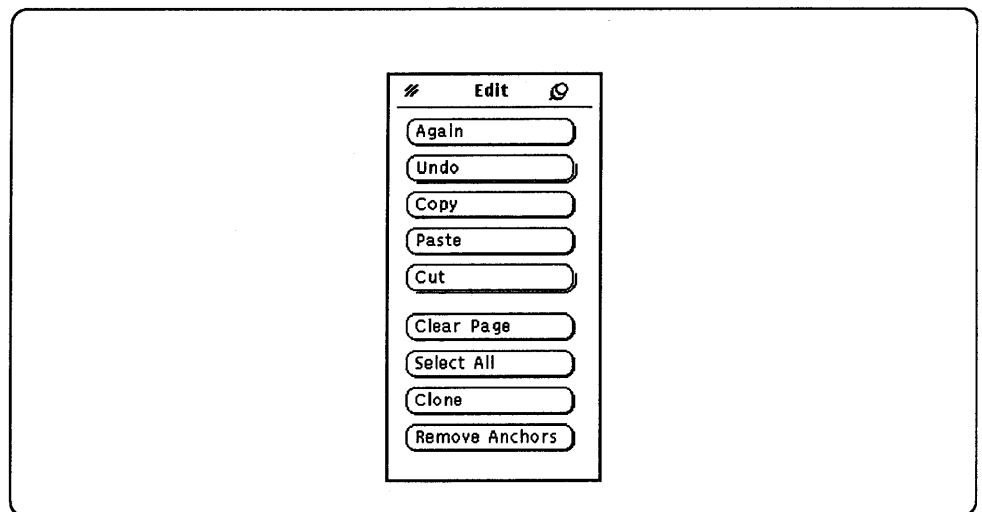 Edit
Again
Undo
Copy
Paste
Cut
Clear Page
Select All
Clone
Remove Anchors